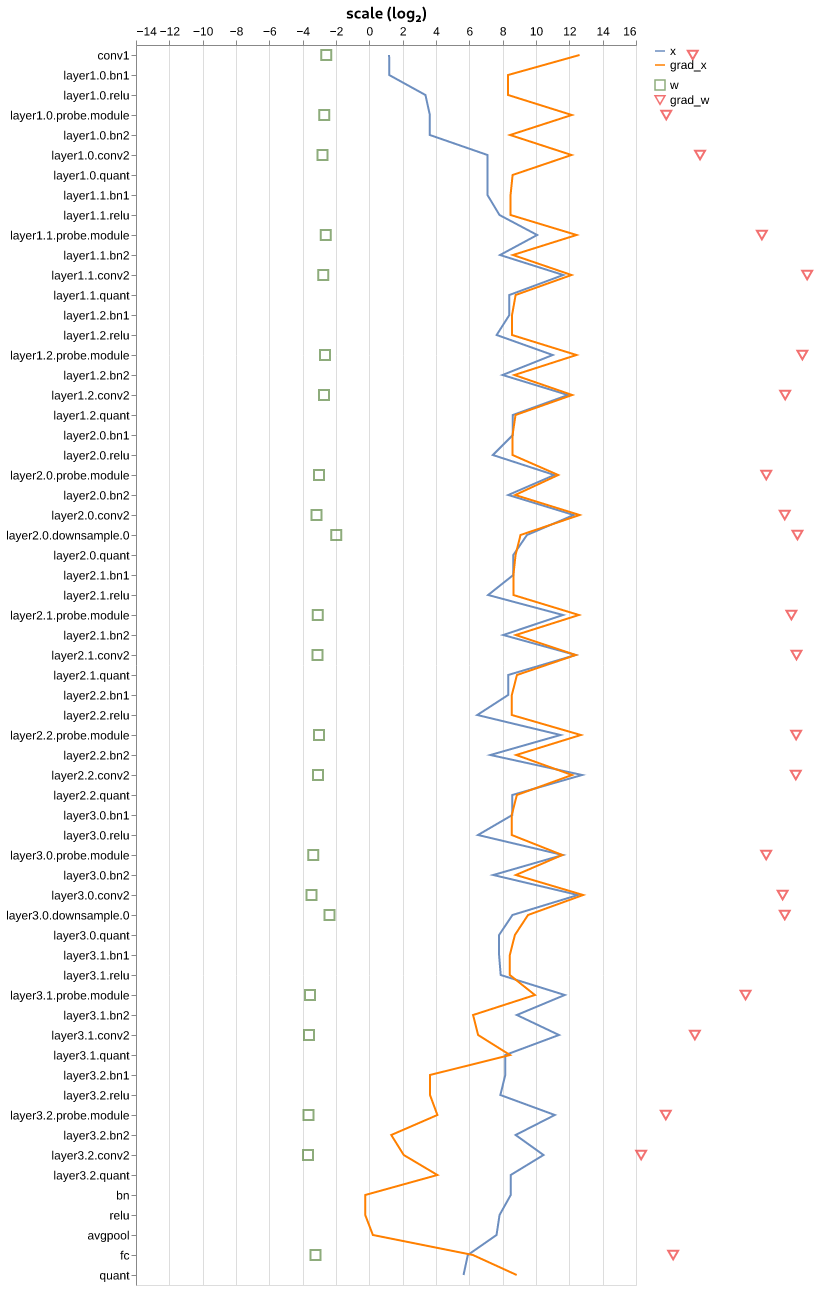 scale (log₂)
−14 −12 −10 −8 −6 −4 −2 0 2 4 6 8 10 12 14 16
x
grad_x
w
grad_w
conv1
layer1.0.bn1
layer1.0.relu
layer1.0.probe.module
layer1.0.bn2
layer1.0.conv2
layer1.0.quant
layer1.1.bn1
layer1.1.relu
layer1.1.probe.module
layer1.1.bn2
layer1.1.conv2
layer1.1.quant
layer1.2.bn1
layer1.2.relu
layer1.2.probe.module
layer1.2.bn2
layer1.2.conv2
layer1.2.quant
layer2.0.bn1
layer2.0.relu
layer2.0.probe.module
layer2.0.bn2
layer2.0.conv2
layer2.0.downsample.0
layer2.0.quant
layer2.1.bn1
layer2.1.relu
layer2.1.probe.module
layer2.1.bn2
layer2.1.conv2
layer2.1.quant
layer2.2.bn1
layer2.2.relu
layer2.2.probe.module
layer2.2.bn2
layer2.2.conv2
layer2.2.quant
layer3.0.bn1
layer3.0.relu
layer3.0.probe.module
layer3.0.bn2
layer3.0.conv2
layer3.0.downsample.0
layer3.0.quant
layer3.1.bn1
layer3.1.relu
layer3.1.probe.module
layer3.1.bn2
layer3.1.conv2
layer3.1.quant
layer3.2.bn1
layer3.2.relu
layer3.2.probe.module
layer3.2.bn2
layer3.2.conv2
layer3.2.quant
bn
relu
avgpool
fc
quant